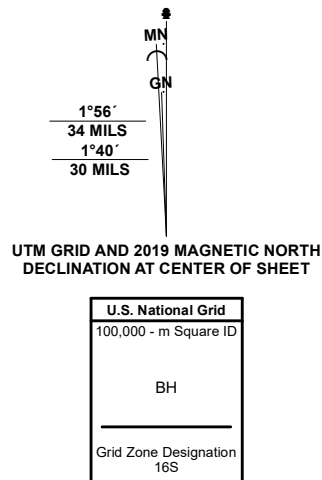 MN
GN
1°56´
34 MILS
1°40´
30 MILS
UTM GRID AND 2019 MAGNETIC NORTH
DECLINATION AT CENTER OF SHEET
U.S. National Grid
100,000 - m Square ID
BH
Grid Zone Designation
16S